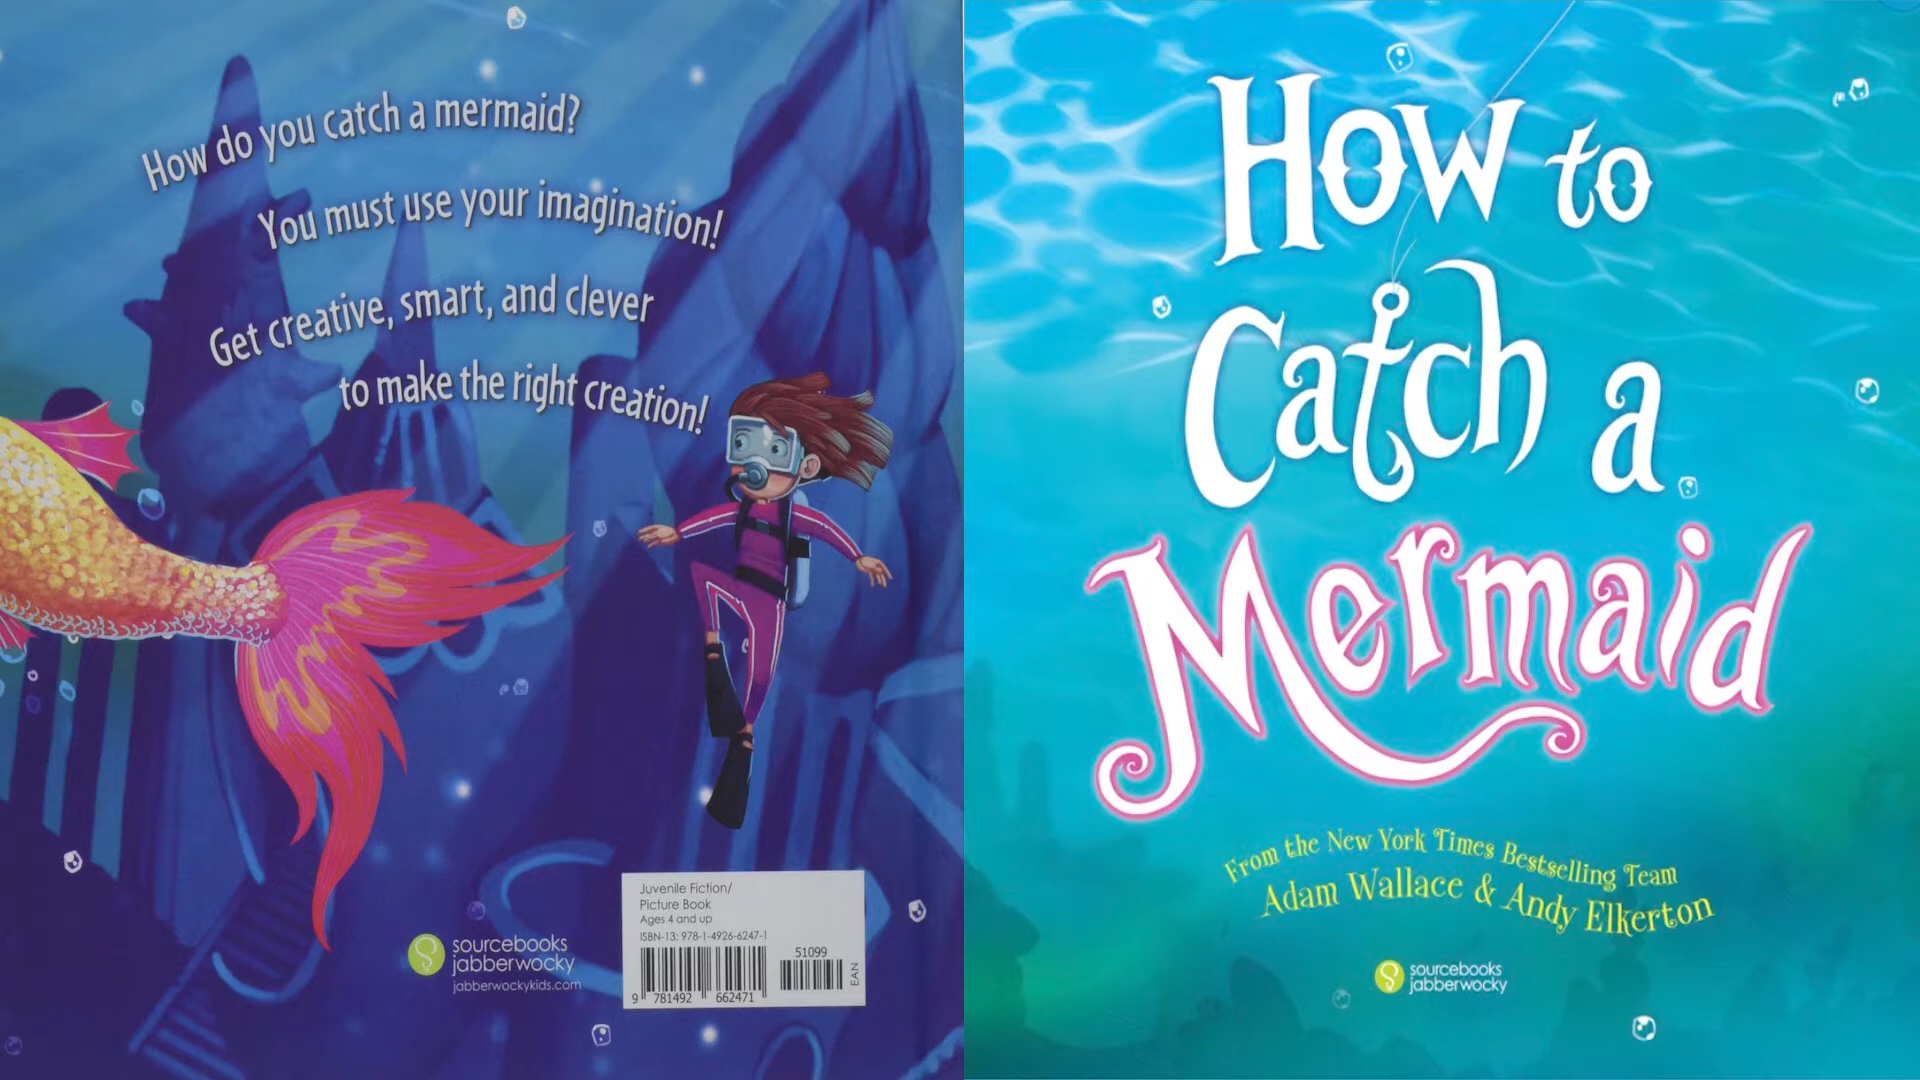 How do you catch a mermaid?
You must use your imagination!
Get creative, smart, and clever
to make the right creation!
Juvenile Fiction/
Picture Book
Ages 4 and up
ISBN-13: 978-1-4926-6247-1
51099
EAN
9 781492 662471
sourcebooks
jabberwocky
jabberwockykids.com
How to
Catch a
Mermaid
From the New York Times Bestselling Team
Adam Wallace & Andy Elkerton
sourcebooks
jabberwocky